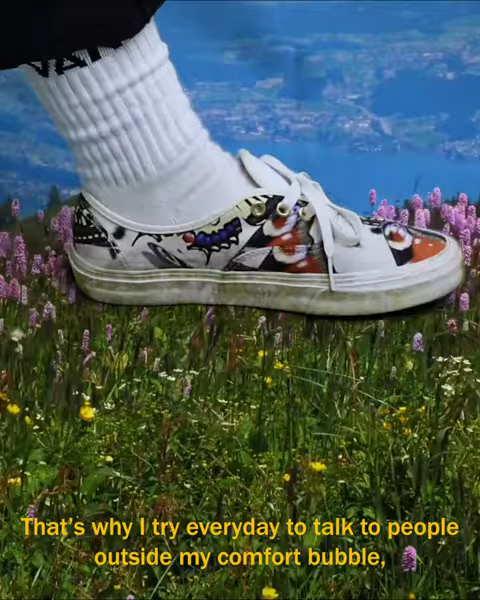 That's why I try everyday to talk to people
outside my comfort bubble,